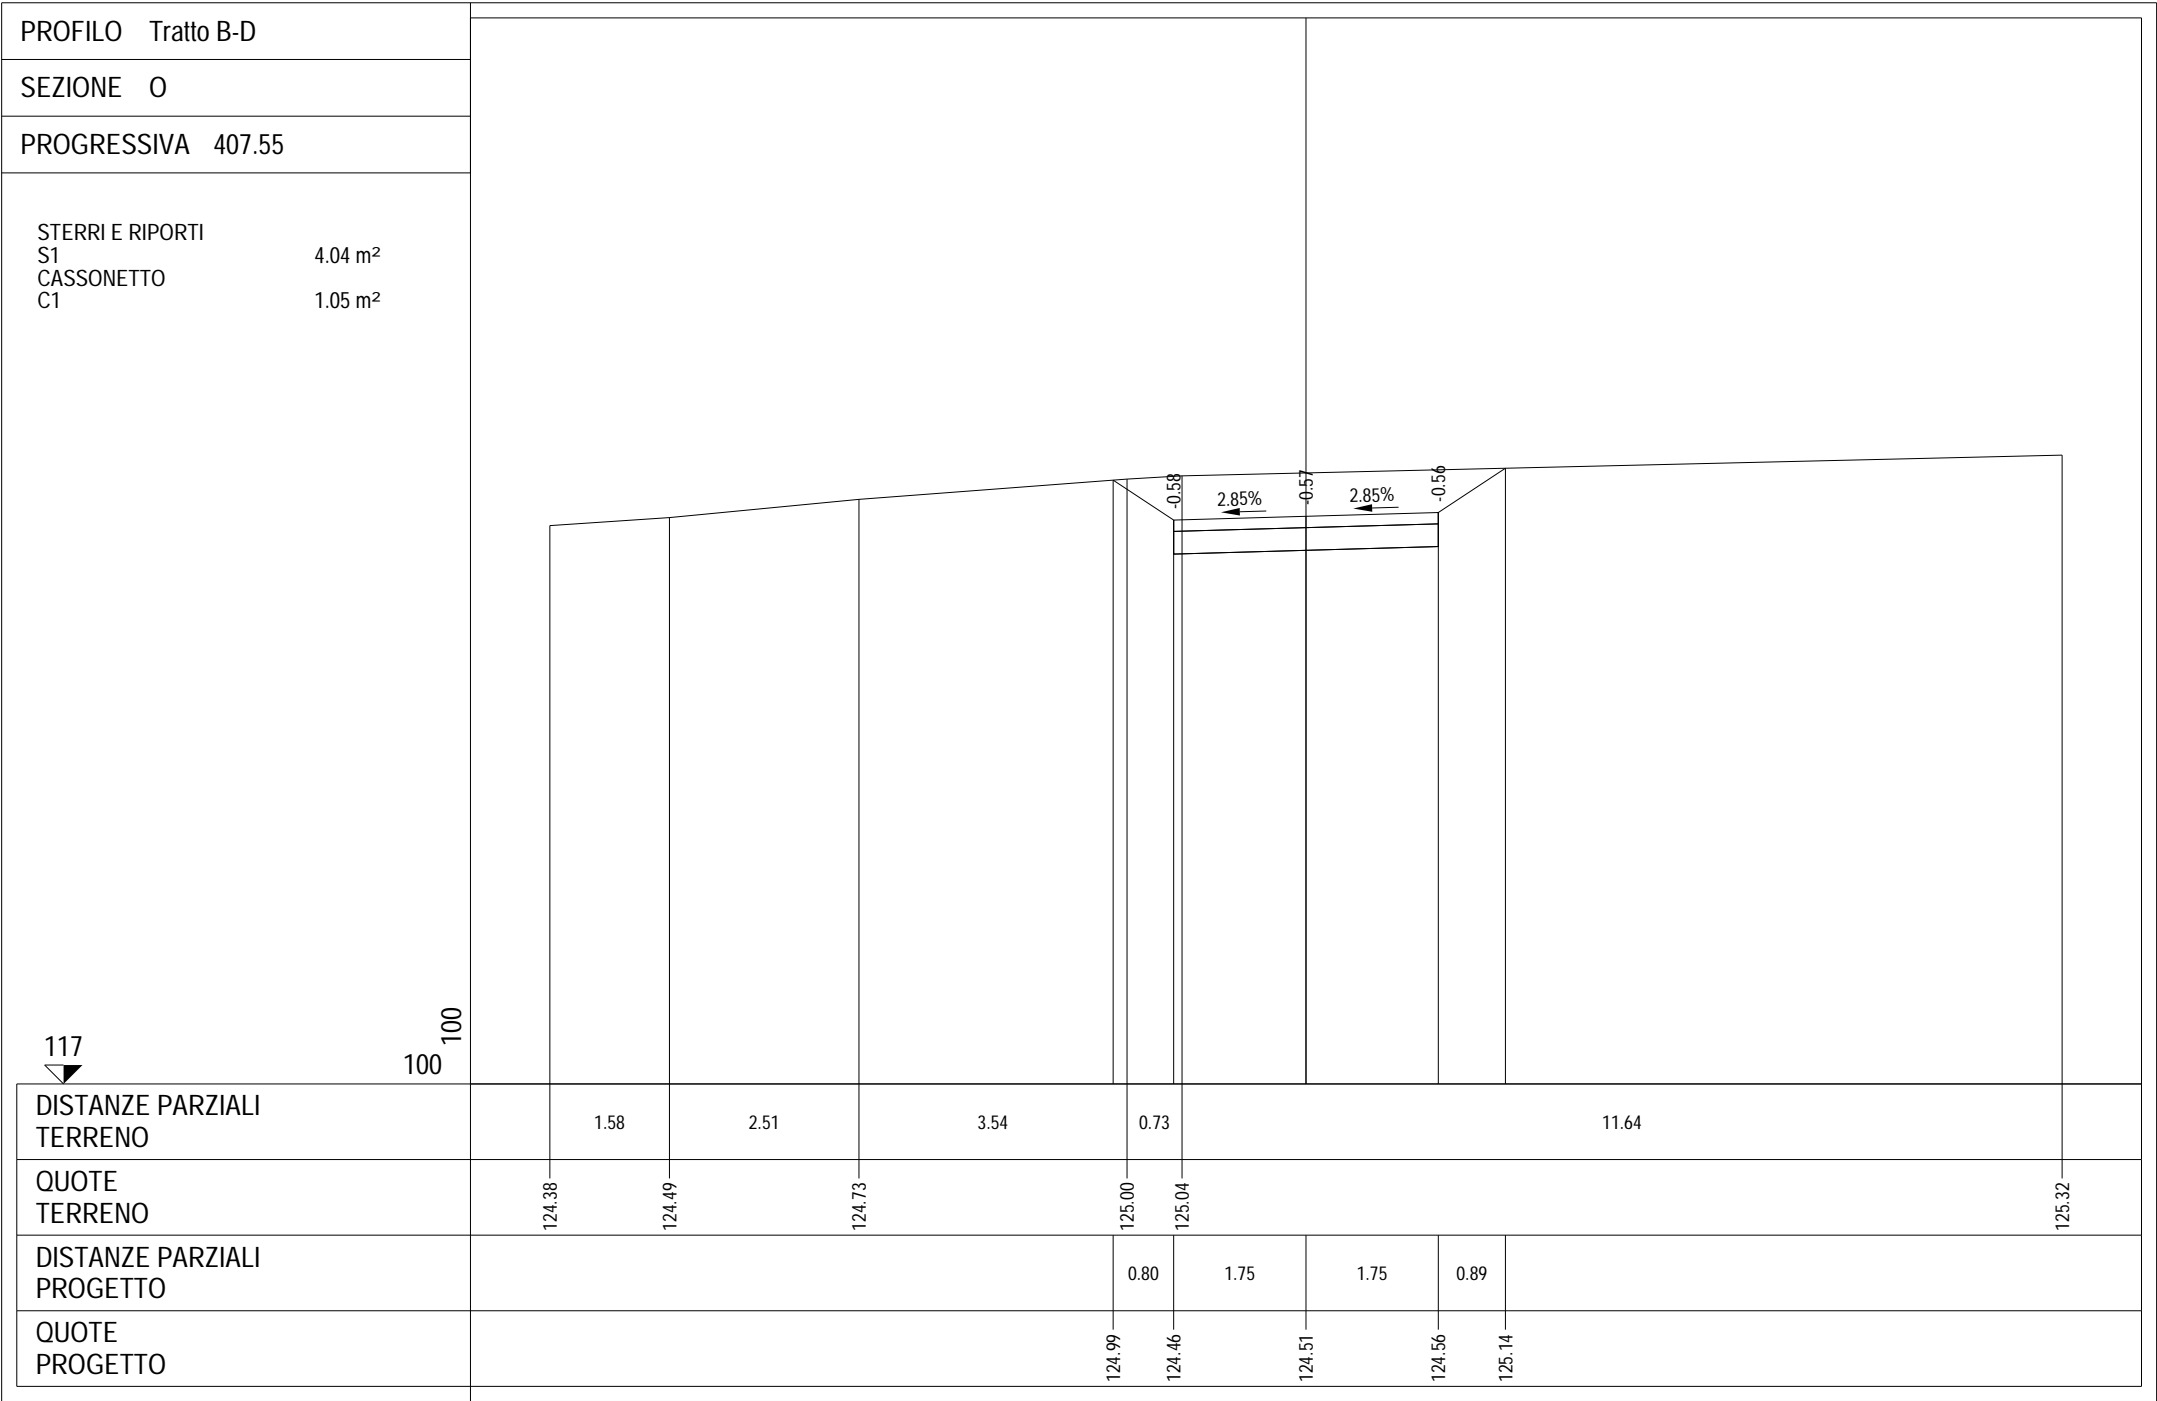 PROFILO Tratto B-D
SEZIONE O
PROGRESSIVA 407.55
STERRI E RIPORTI
S1 4.04 m²
CASSONETTO
C1 1.05 m²
-0.58
-0.57
-0.56
2.85%
2.85%
117
100
100
DISTANZE PARZIALI
TERRENO
1.58 2.51 3.54 0.73 11.64
QUOTE
TERRENO
124.38 124.49 124.73 125.00 125.04 125.32
DISTANZE PARZIALI
PROGETTO
0.80 1.75 1.75 0.89
QUOTE
PROGETTO
124.99 124.46 124.51 124.56 125.14